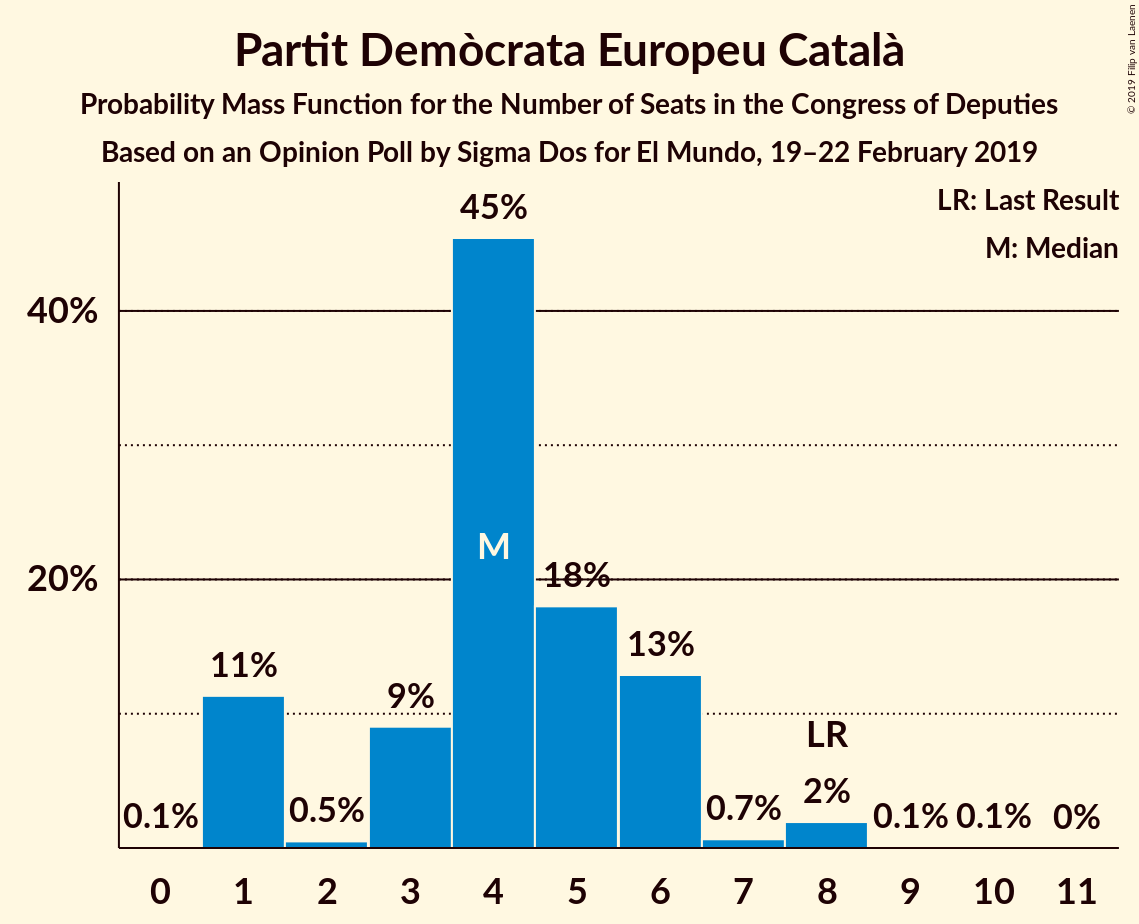 Partit Demòcrata Europeu Català
Probability Mass Function for the Number of Seats in the Congress of Deputies
Based on an Opinion Poll by Sigma Dos for El Mundo, 19–22 February 2019
© 2019 Filip van Laenen
LR: Last Result
M: Median
45%
40%
M
20%
18%
13%
11%
9%
LR
2%
0.1%
0.5%
0.7%
0.1%
0.1%
0%
0 1 2 3 4 5 6 7 8 9 10 11